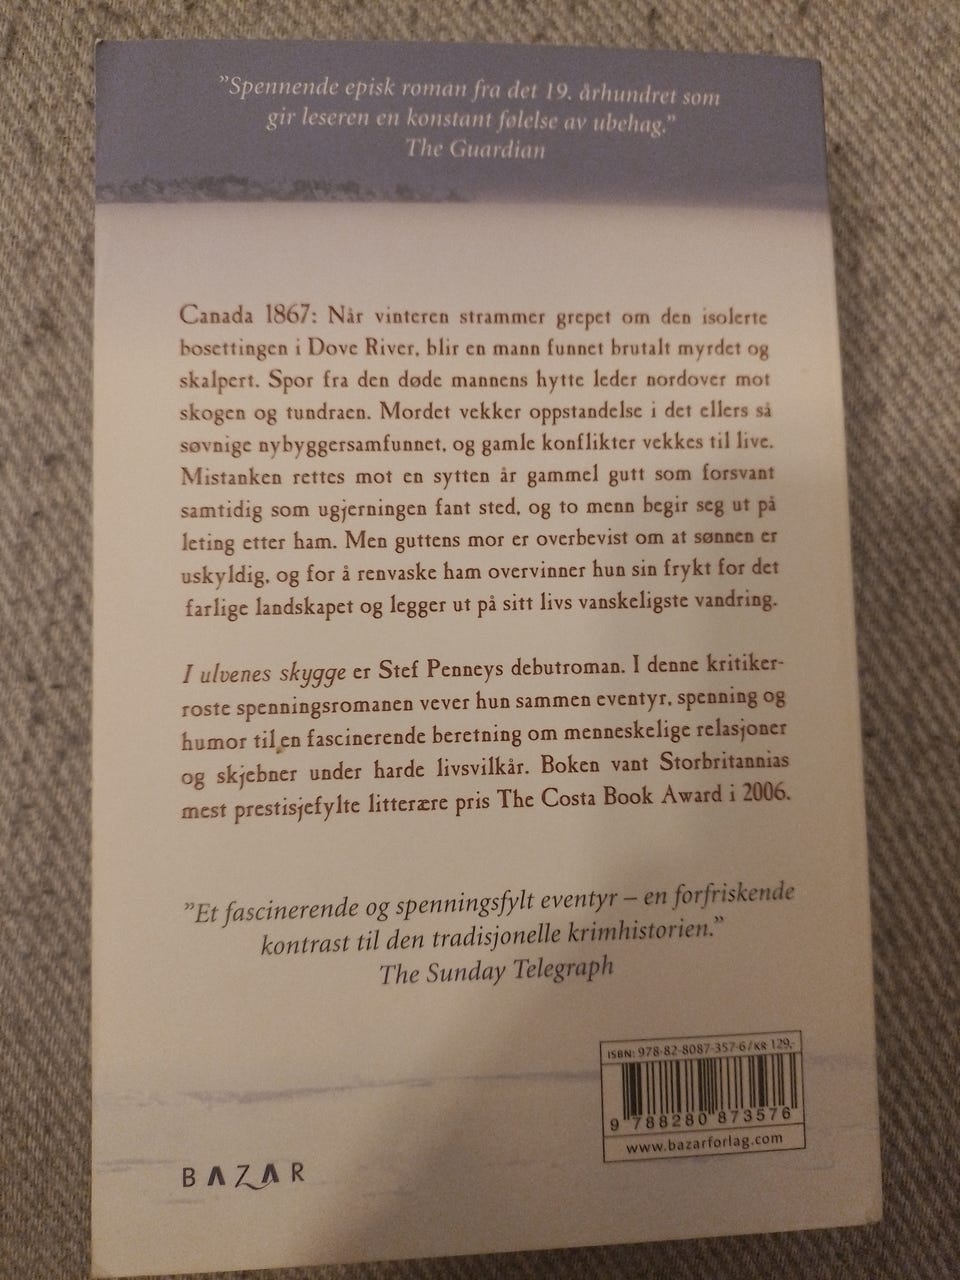 ”Spennende episk roman fra det 19. århundret som
gir leseren en konstant følelse av ubehag.”
The Guardian
Canada 1867: Når vinteren strammer grepet om den isolerte
bosettingen i Dove River, blir en mann funnet brutalt myrdet og
skalpert. Spor fra den døde mannens hytte leder nordover mot
skogen og tundraen. Mordet vekker oppstandelse i det ellers så
søvnige nybyggersamfunnet, og gamle konflikter vekkes til live.
Mistanken rettes mot en sytten år gammel gutt som forsvant
samtidig som ugjerningen fant sted, og to menn begir seg ut på
leting etter ham. Men guttens mor er overbevist om at sønnen er
uskyldig, og for å renvaske ham overvinner hun sin frykt for det
farlige landskapet og legger ut på sitt livs vanskeligste vandring.
I ulvenes skygge er Stef Penneys debutroman. I denne kritiker-
roste spenningsromanen vever hun sammen eventyr, spenning og
humor til en fascinerende beretning om menneskelige relasjoner
og skjebner under harde livsvilkår. Boken vant Storbritannias
mest prestisjefylte litterære pris The Costa Book Award i 2006.
”Et fascinerende og spenningsfylt eventyr – en forfriskende
kontrast til den tradisjonelle krimhistorien.”
The Sunday Telegraph
ISBN: 978-82-8087-357-6/KR 129,-
9 788280 873576
www.bazarforlag.com
BAZAR